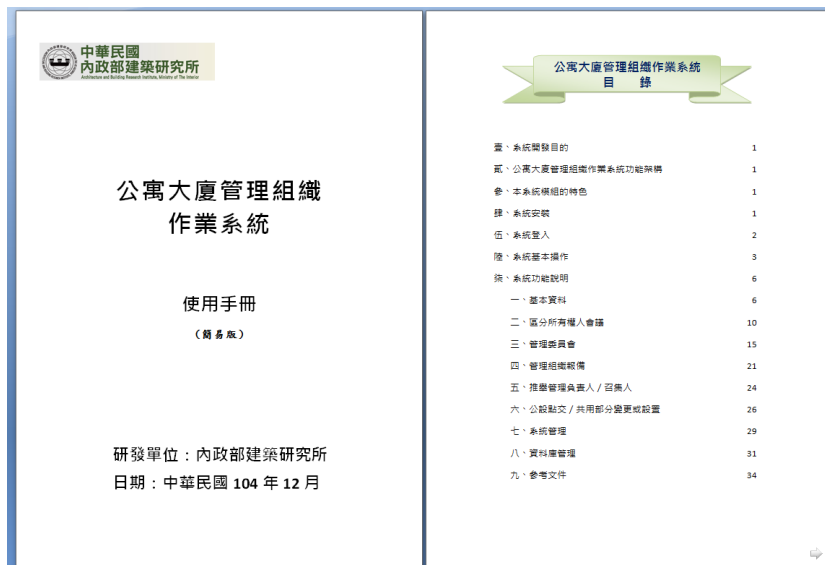 中華民國
內政部建築研究所
Architecture and Building Research Institute, Ministry of The Interior
公寓大廈管理組織
作業系統
使用手冊
(簡易版)
研發單位：內政部建築研究所
日期：中華民國 104 年 12 月
公寓大廈管理組織作業系統
目 錄
壹、系統開發目的 1
貳、公寓大廈管理組織作業系統功能架構 1
參、本系統模組的特色 1
肆、系統安裝 1
伍、系統登入 2
陸、系統基本操作 3
柒、系統功能說明 6
一、基本資料 6
二、區分所有權人會議 10
三、管理委員會 15
四、管理組織報備 21
五、推舉管理負責人 / 召集人 24
六、公設點交 / 共用部分變更或設置 26
七、系統管理 29
八、資料庫管理 31
九、參考文件 34